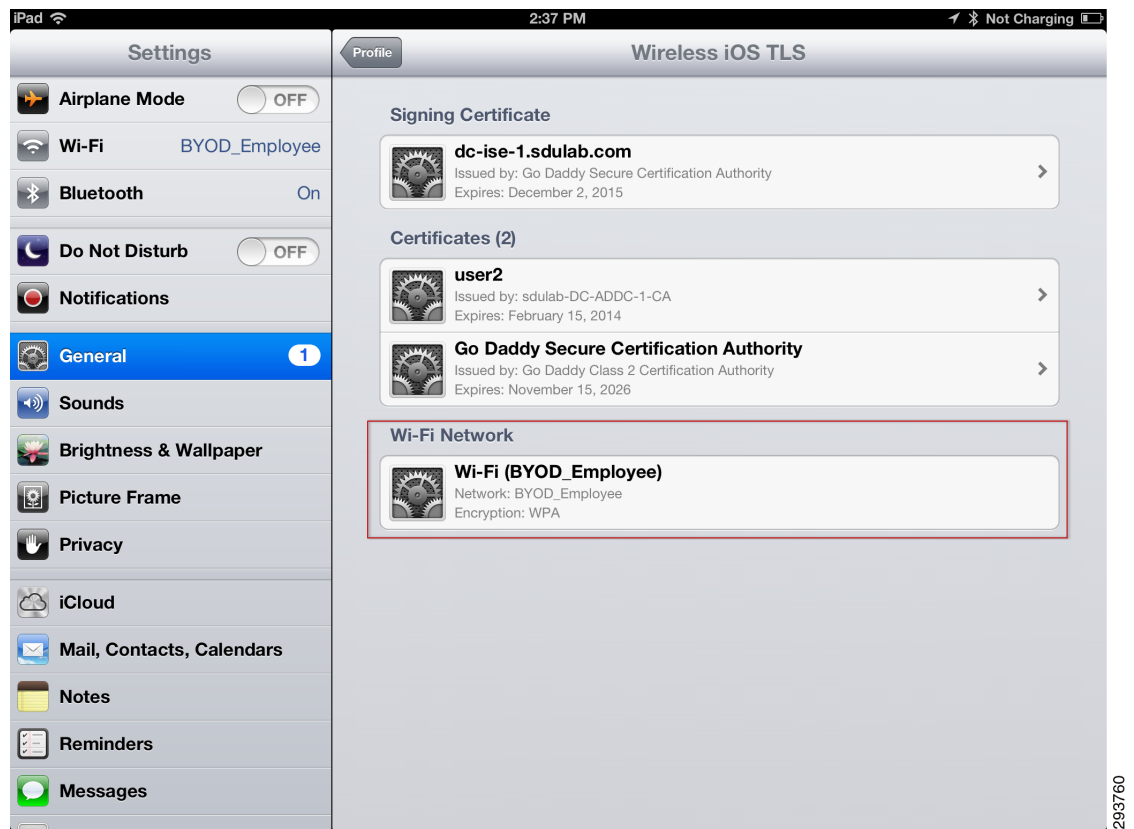 iPad
2:37 PM
Not Charging
Settings
Airplane Mode OFF
Wi-Fi BYOD_Employee
Bluetooth On
Do Not Disturb OFF
Notifications
General 1
Sounds
Brightness & Wallpaper
Picture Frame
Privacy
iCloud
Mail, Contacts, Calendars
Notes
Reminders
Messages
Profile
Wireless iOS TLS
Signing Certificate
dc-ise-1.sdulab.com
Issued by: Go Daddy Secure Certification Authority
Expires: December 2, 2015
Certificates (2)
user2
Issued by: sdulab-DC-ADDC-1-CA
Expires: February 15, 2014
Go Daddy Secure Certification Authority
Issued by: Go Daddy Class 2 Certification Authority
Expires: November 15, 2026
Wi-Fi Network
Wi-Fi (BYOD_Employee)
Network: BYOD_Employee
Encryption: WPA
293760